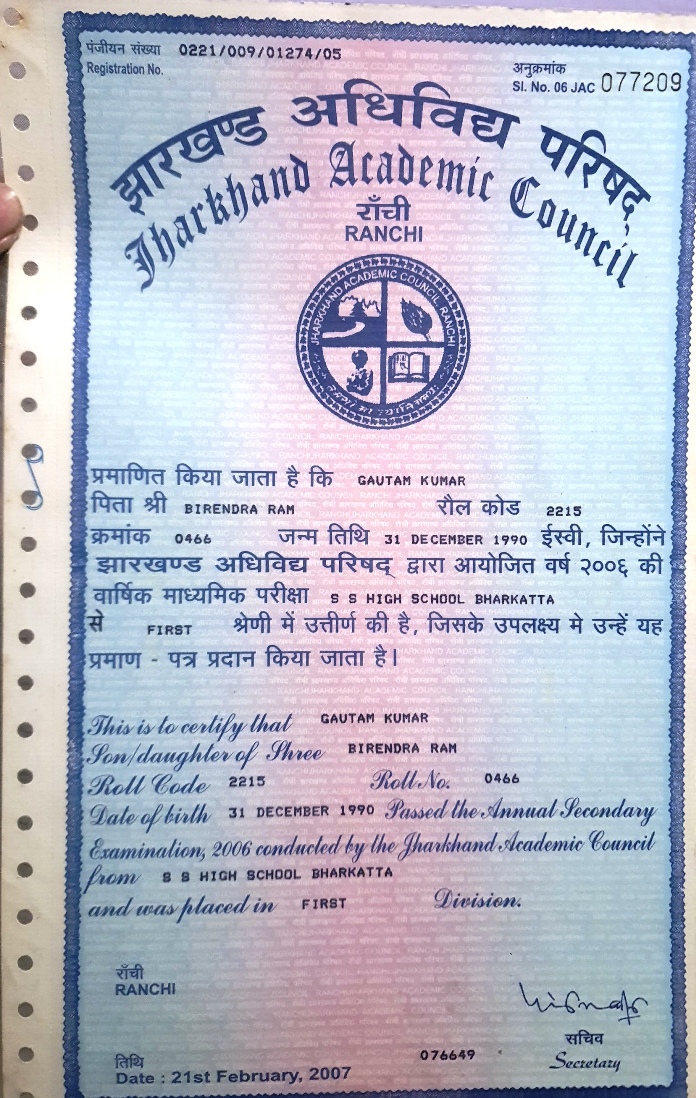 पंजीयन संख्या 0221/009/01274/05
Registration No.
अनुक्रमांक
Sl. No. 06 JAC 077209
झारखण्ड अधिविद्य परिषद्
Jharkhand Academic Council
राँची
RANCHI
JHARKHAND ACADEMIC COUNCIL RANCHI
प्रमाणित किया जाता है कि GAUTAM KUMAR
पिता श्री BIRENDRA RAM रौल कोड 2215
क्रमांक 0466 जन्म तिथि 31 DECEMBER 1990 ईस्वी, जिन्होंने
झारखण्ड अधिविद्य परिषद् द्वारा आयोजित वर्ष २००६ की
वार्षिक माध्यमिक परीक्षा S S HIGH SCHOOL BHARKATTA
से FIRST श्रेणी में उत्तीर्ण की है, जिसके उपलक्ष्य मे उन्हें यह
प्रमाण - पत्र प्रदान किया जाता है।
This is to certify that GAUTAM KUMAR
Son/daughter of Shree BIRENDRA RAM
Roll Code 2215 Roll No. 0466
Date of birth 31 DECEMBER 1990 Passed the Annual Secondary
Examination, 2006 conducted by the Jharkhand Academic Council
from S S HIGH SCHOOL BHARKATTA
and was placed in FIRST Division.
राँची
RANCHI
सचिव
Secretary
076649
तिथि
Date : 21st February, 2007